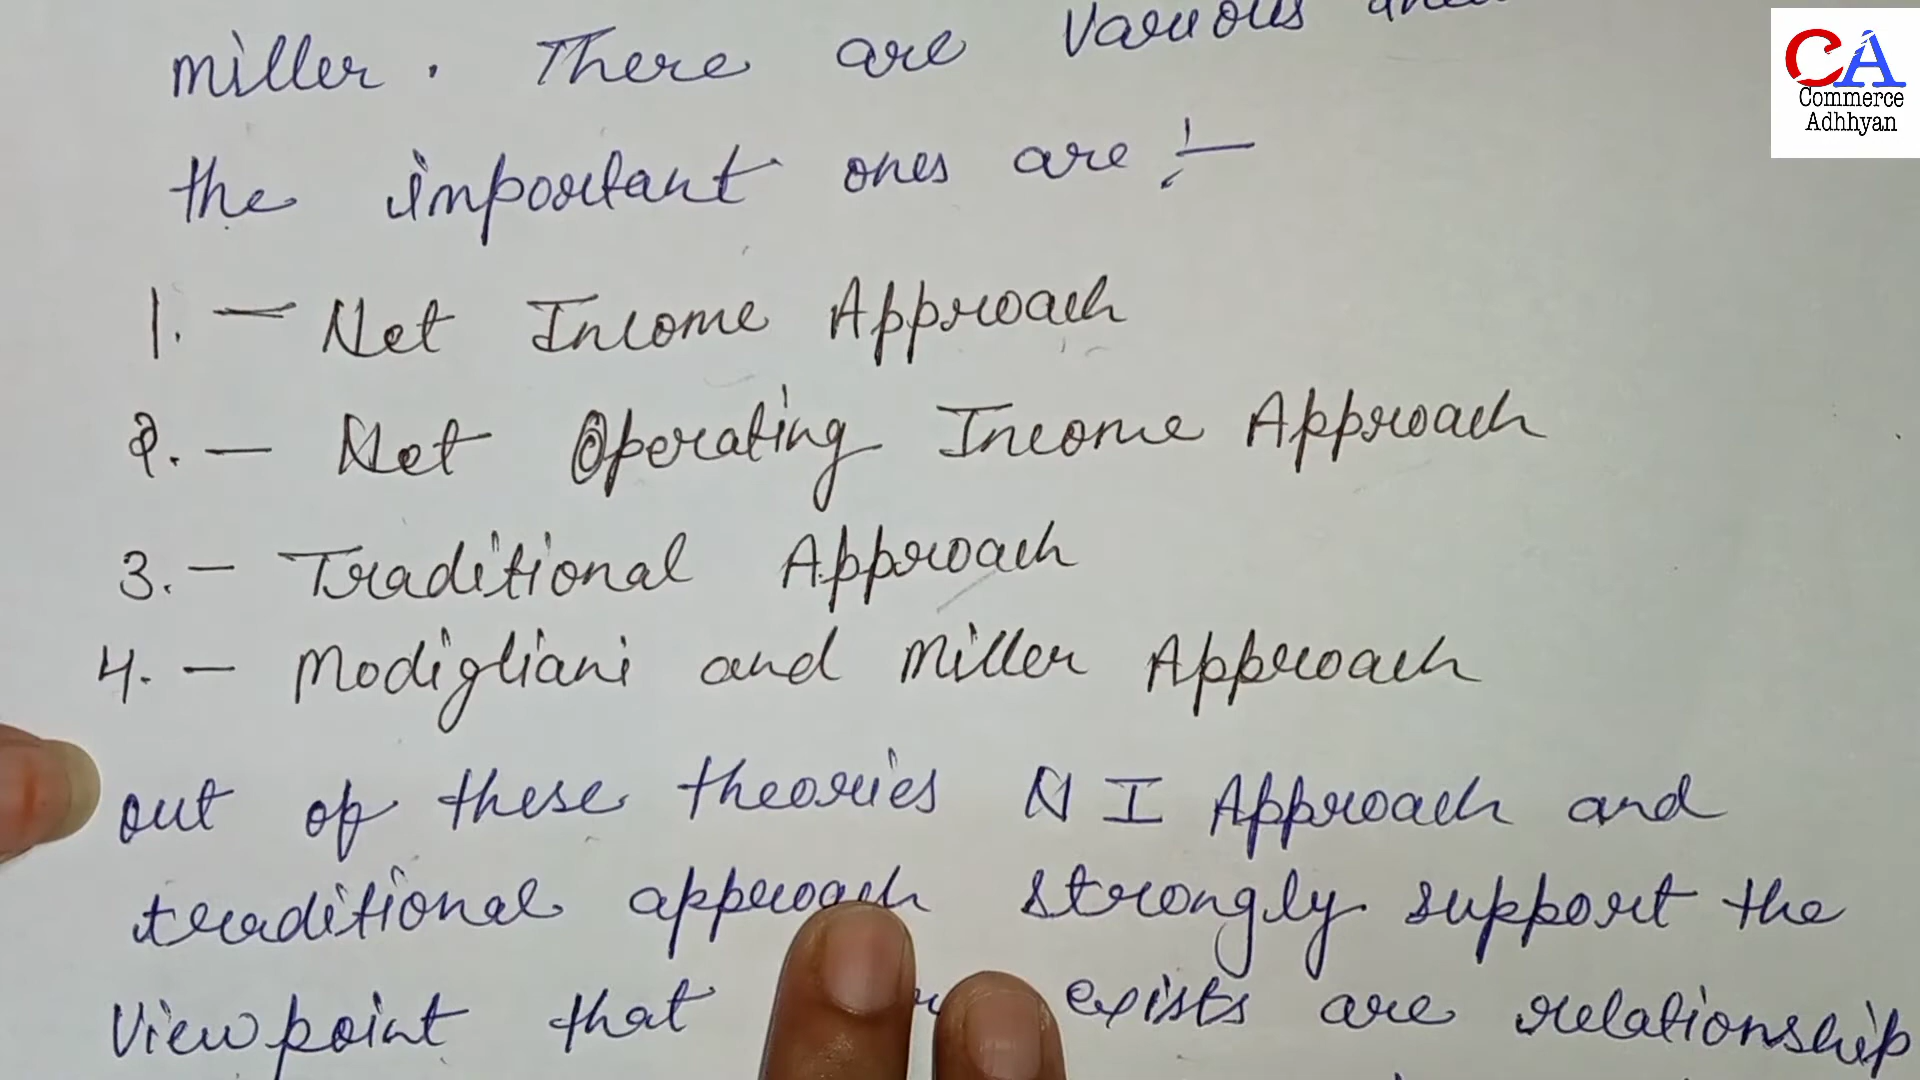 miller. There are various
the important ones are :-
1. - Net Income Approach
2. - Net Operating Income Approach
3. - Traditional Approach
4. - Modigliani and Miller Approach
out of these theories N I Approach and
traditional approach strongly support the
viewpoint that exists are relationship
CA
Commerce
Adhhyan